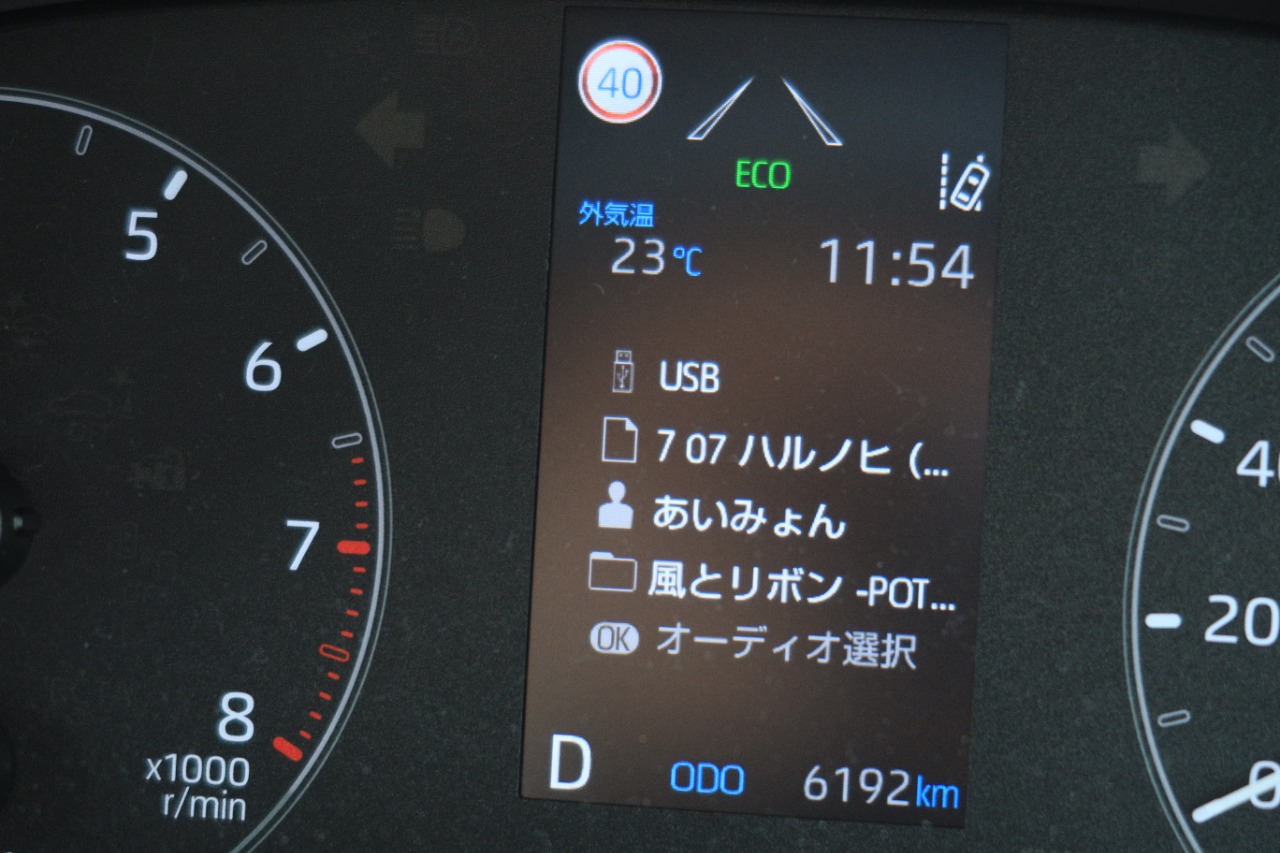 40
ECO
外気温
23℃ 11:54
USB
7 07 ハルノヒ (...
あいみょん
風とリボン -POT...
OK オーディオ選択
D ODO 6192km
5
6
7
8
x1000
r/min
40
20
0